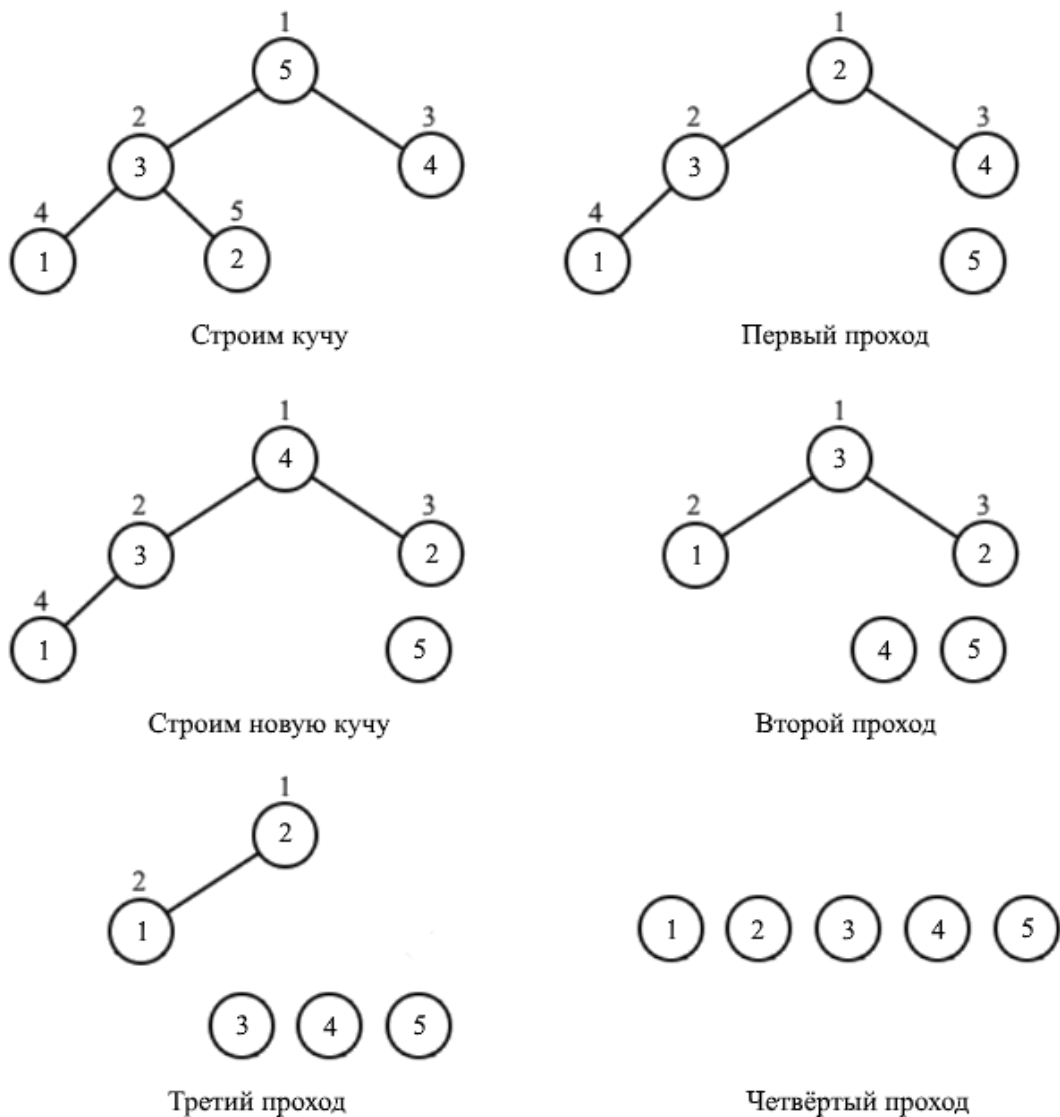 1 1
5 2
2 3 2 3
3 4 3 4
4 5 4
1 2 1 5
Строим кучу Первый проход
1 1
4 3
2 3 2 3
3 2 1 2
4
1 5 4 5
Строим новую кучу Второй проход
1
2
2
1 1 2 3 4 5
3 4 5
Третий проход Четвёртый проход